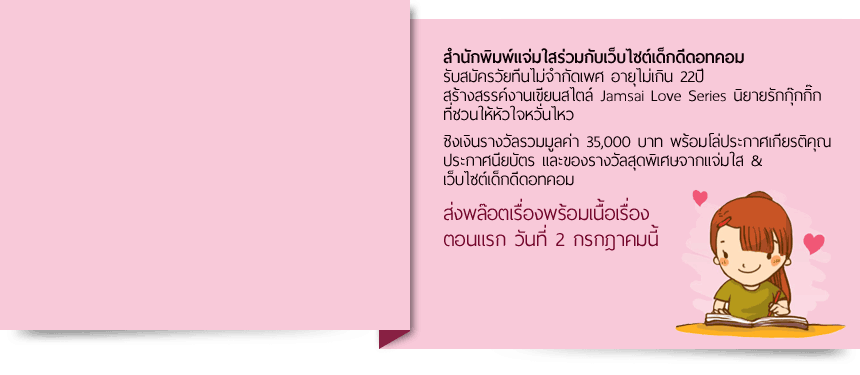 สำนักพิมพ์แจ่มใสร่วมกับเว็บไซต์เด็กดีดอทคอม
รับสมัครวัยทีนไม่จำกัดเพศ อายุไม่เกิน 22ปี
สร้างสรรค์งานเขียนสไตล์ Jamsai Love Series นิยายรักกุ๊กกิ๊ก
ที่ชวนให้หัวใจหวั่นไหว
ชิงเงินรางวัลรวมมูลค่า 35,000 บาท พร้อมโล่ประกาศเกียรติคุณ
ประกาศนียบัตร และของรางวัลสุดพิเศษจากแจ่มใส &
เว็บไซต์เด็กดีดอทคอม
ส่งพล๊อตเรื่องพร้อมเนื้อเรื่อง
ตอนแรก วันที่ 2 กรกฎาคมนี้